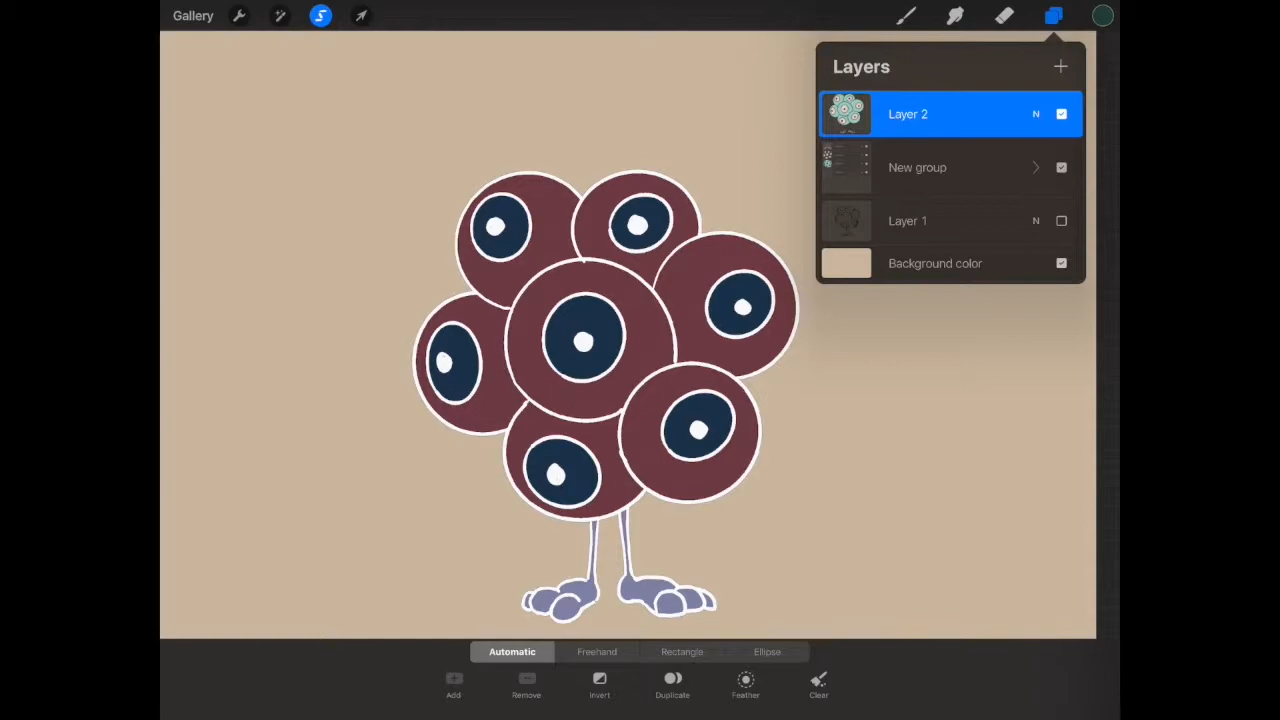 Gallery
Layers
Layer 2 N
New group
Layer 1 N
Background color
Automatic Freehand Rectangle Ellipse
Add Remove Invert Duplicate Feather Clear